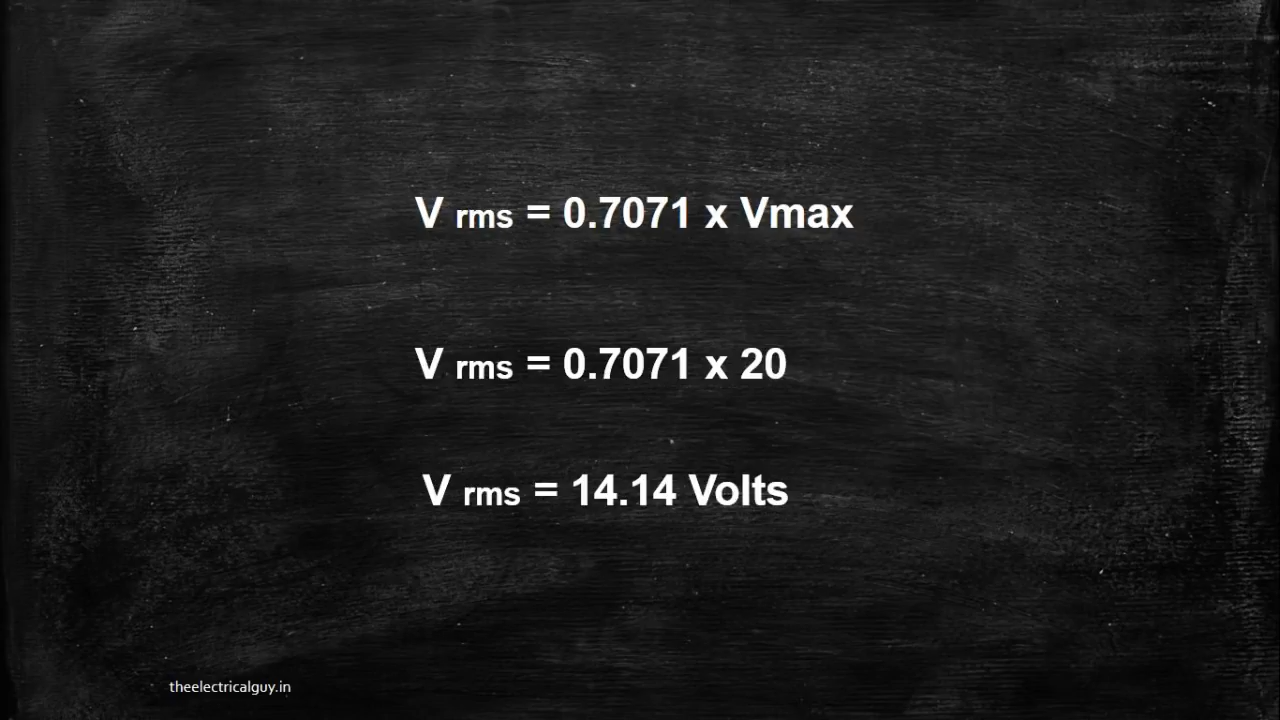 V rms = 0.7071 x Vmax
V rms = 0.7071 x 20
V rms = 14.14 Volts
theelectricalguy.in